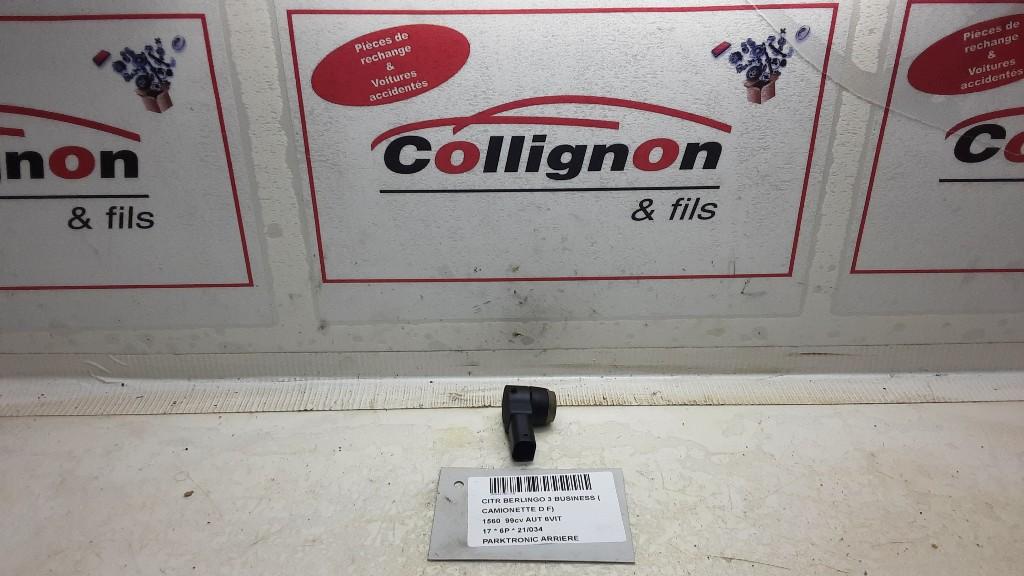 Pièces de
rechange
&
Voitures
accidentés
Collignon
& fils
non
& fils
Pièces de
rechange
&
Voitures
accidentés
Co
CITR BERLINGO 3 BUSINESS (
CAMIONETTE D F)
1560 99cv AUT 6VIT
17 * 6P * 21/034
PARKTRONIC ARRIERE